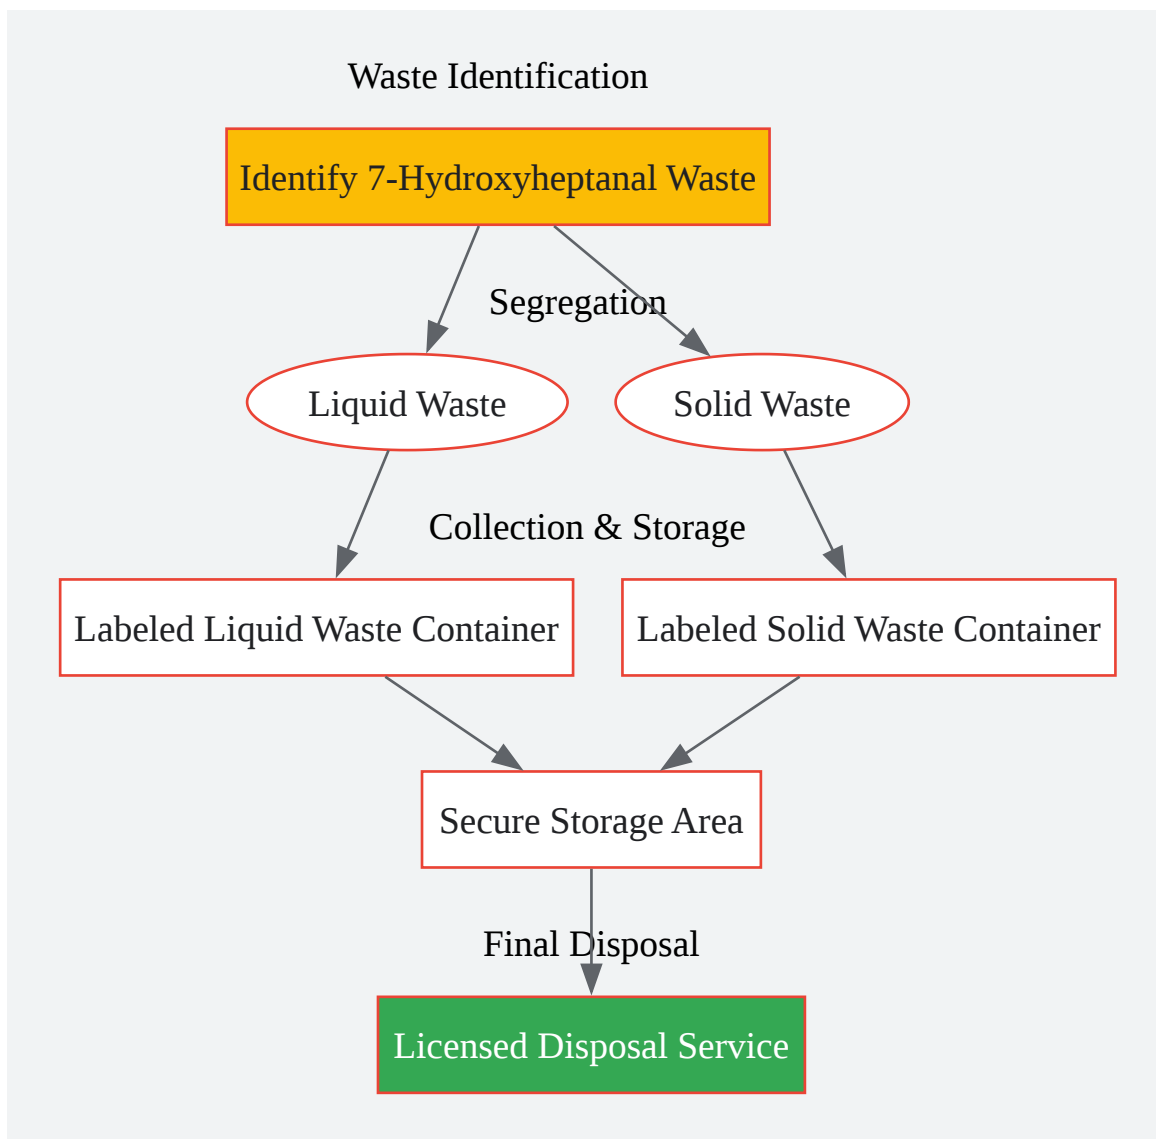 Waste Identification
Identify 7-Hydroxyheptanal Waste
Segregation
Liquid Waste
Solid Waste
Collection & Storage
Labeled Liquid Waste Container
Labeled Solid Waste Container
Secure Storage Area
Final Disposal
Licensed Disposal Service